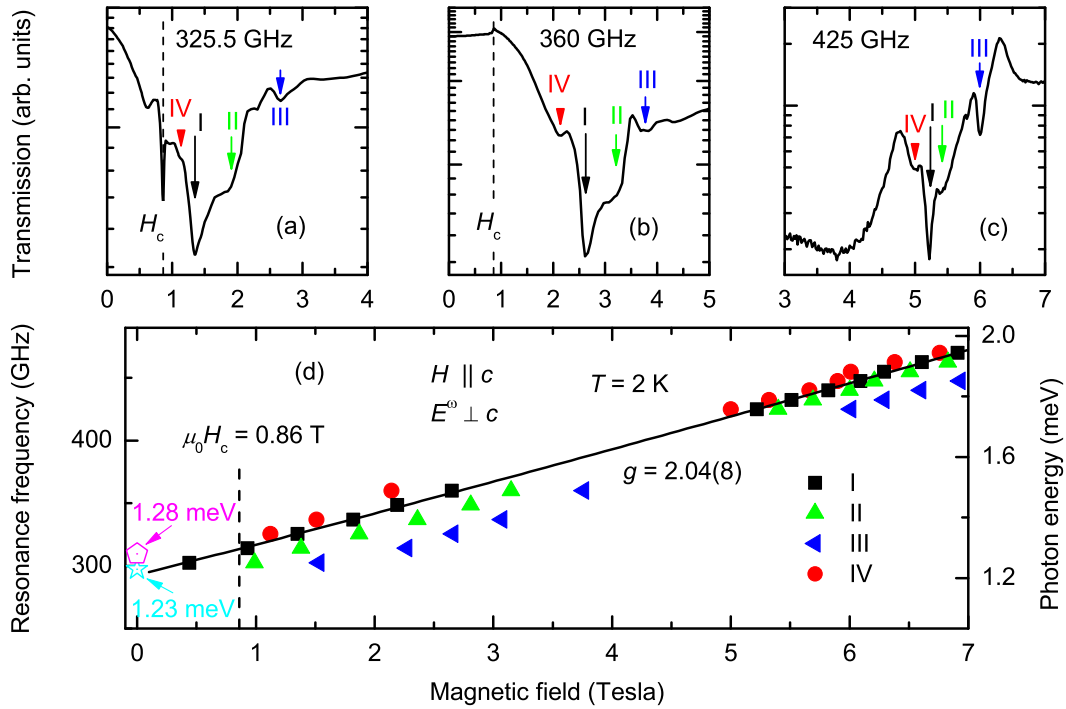 Transmission (arb. units)
325.5 GHz
IV
I
II
III
H_c
(a)
0 1 2 3 4
360 GHz
IV
I
II
III
H_c
(b)
0 1 2 3 4 5
425 GHz
IV
I
II
III
(c)
3 4 5 6 7
Resonance frequency (GHz)
400
300
(d)
H || c
E^ω ⊥ c
T = 2 K
μ₀H_c = 0.86 T
g = 2.04(8)
1.28 meV
1.23 meV
I
II
III
IV
2.0
1.6
1.2
Photon energy (meV)
0 1 2 3 4 5 6 7
Magnetic field (Tesla)